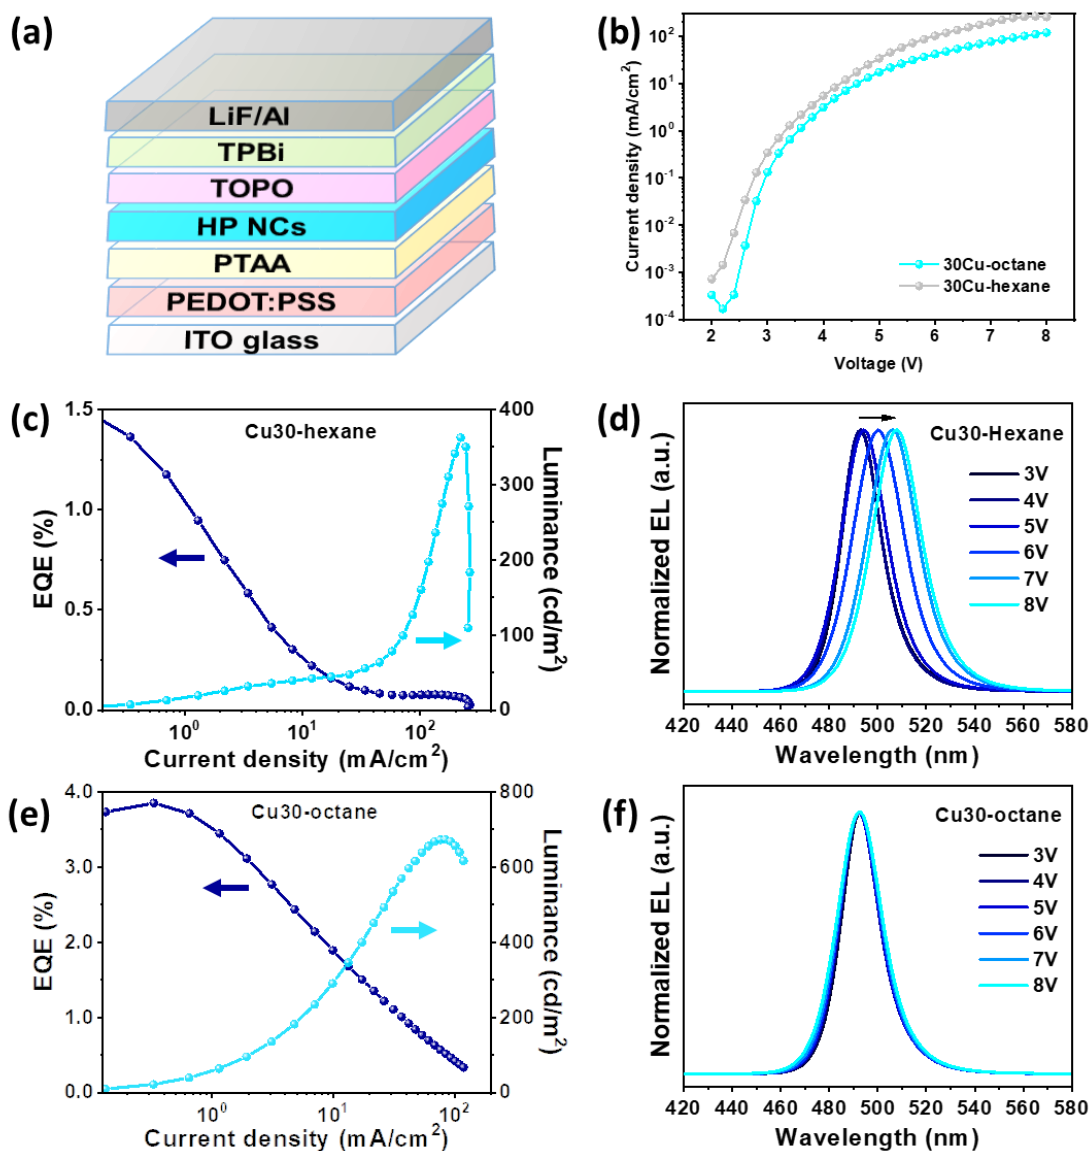 (a)
LiF/Al
TPBi
TOPO
HP NCs
PTAA
PEDOT:PSS
ITO glass
(b)
Current density (mA/cm²)
10²
10¹
10⁰
10⁻¹
10⁻²
10⁻³
10⁻⁴
30Cu-octane
30Cu-hexane
2 3 4 5 6 7 8
Voltage (V)
(c)
Cu30-hexane
EQE (%)
1.5
1.0
0.5
0.0
Luminance (cd/m²)
400
300
200
100
0
10⁰ 10¹ 10²
Current density (mA/cm²)
(d)
Cu30-Hexane
Normalized EL (a.u.)
3V
4V
5V
6V
7V
8V
420 440 460 480 500 520 540 560 580
Wavelength (nm)
(e)
Cu30-octane
EQE (%)
4.0
3.0
2.0
1.0
0.0
Luminance (cd/m²)
800
600
400
200
0
10⁰ 10¹ 10²
Current density (mA/cm²)
(f)
Cu30-octane
Normalized EL (a.u.)
3V
4V
5V
6V
7V
8V
420 440 460 480 500 520 540 560 580
Wavelength (nm)